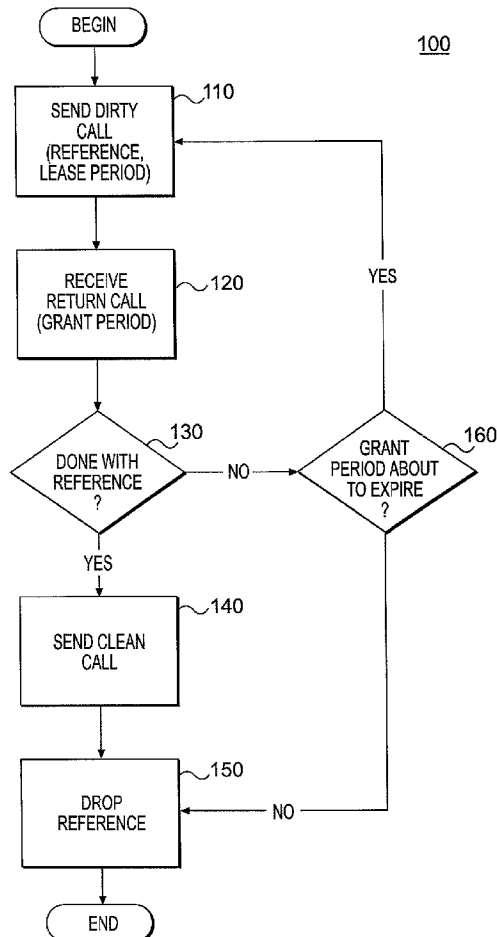 BEGIN
100
110
SEND DIRTY
CALL
(REFERENCE,
LEASE PERIOD)
YES
120
RECEIVE
RETURN CALL
(GRANT PERIOD)
130
DONE WITH
REFERENCE
?
NO
160
GRANT
PERIOD ABOUT
TO EXPIRE
?
YES
140
SEND CLEAN
CALL
150
DROP
REFERENCE
NO
END